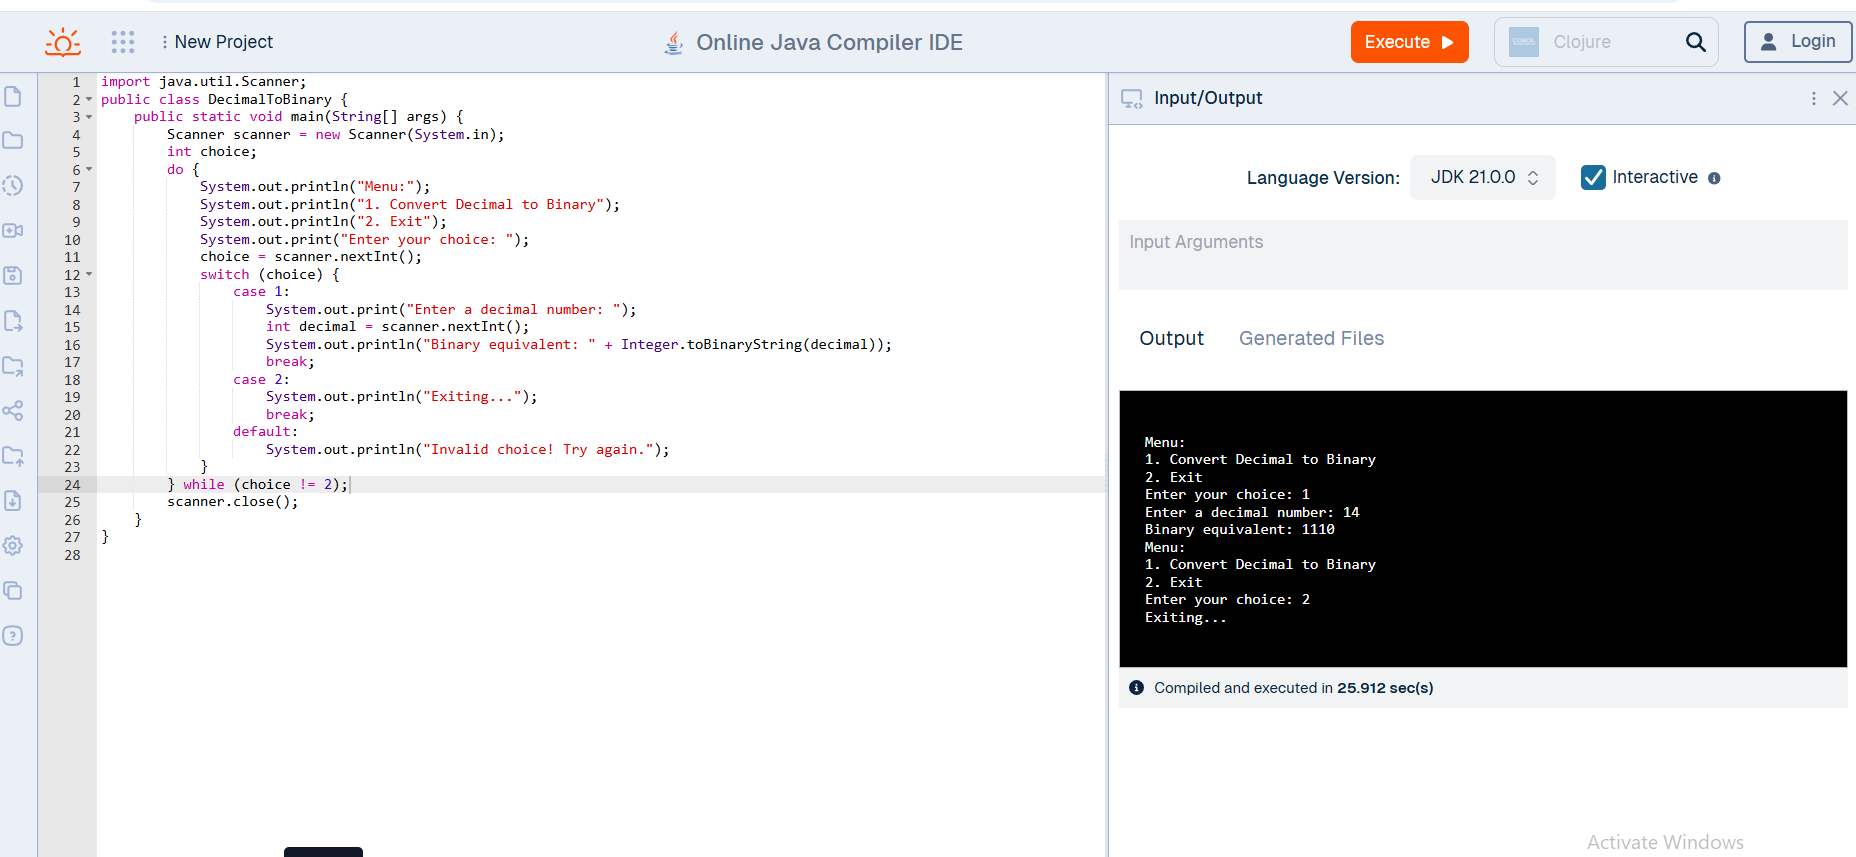 New Project
Online Java Compiler IDE
Execute
Clojure
Login
1 import java.util.Scanner;
2 public class DecimalToBinary {
3     public static void main(String[] args) {
4         Scanner scanner = new Scanner(System.in);
5         int choice;
6         do {
7             System.out.println("Menu:");
8             System.out.println("1. Convert Decimal to Binary");
9             System.out.println("2. Exit");
10             System.out.print("Enter your choice: ");
11             choice = scanner.nextInt();
12             switch (choice) {
13                 case 1:
14                     System.out.print("Enter a decimal number: ");
15                     int decimal = scanner.nextInt();
16                     System.out.println("Binary equivalent: " + Integer.toBinaryString(decimal));
17                     break;
18                 case 2:
19                     System.out.println("Exiting...");
20                     break;
21                 default:
22                     System.out.println("Invalid choice! Try again.");
23             }
24         } while (choice != 2);
25         scanner.close();
26     }
27 }
28
Input/Output
Language Version: JDK 21.0.0 Interactive
Input Arguments
Output Generated Files
Menu:
1. Convert Decimal to Binary
2. Exit
Enter your choice: 1
Enter a decimal number: 14
Binary equivalent: 1110
Menu:
1. Convert Decimal to Binary
2. Exit
Enter your choice: 2
Exiting...
Compiled and executed in 25.912 sec(s)
Activate Windows